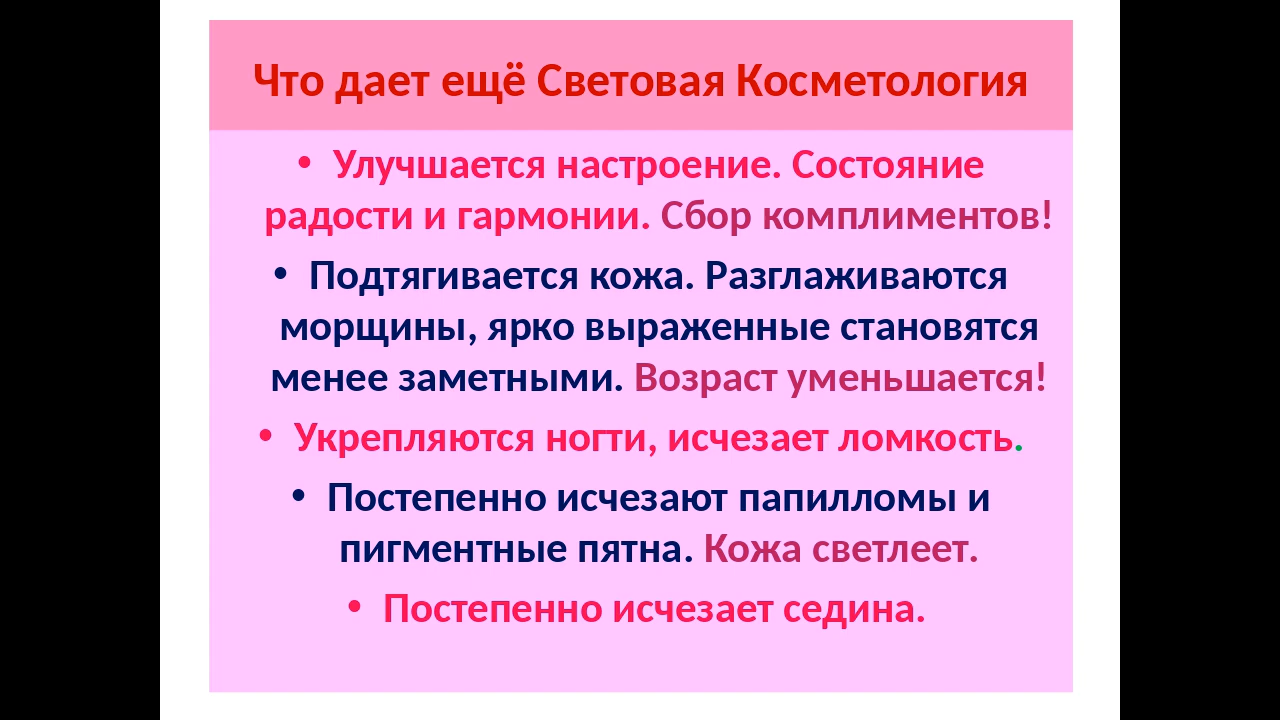 Что дает ещё Световая Косметология
• Улучшается настроение. Состояние
радости и гармонии. Сбор комплиментов!
• Подтягивается кожа. Разглаживаются
морщины, ярко выраженные становятся
менее заметными. Возраст уменьшается!
• Укрепляются ногти, исчезает ломкость.
• Постепенно исчезают папилломы и
пигментные пятна. Кожа светлеет.
• Постепенно исчезает седина.